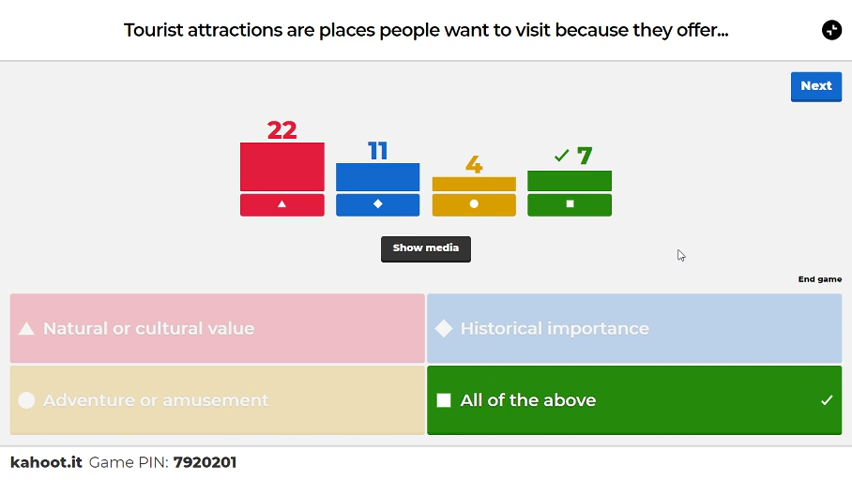 Tourist attractions are places people want to visit because they offer...
Next
22
11
4
7
Show media
End game
Natural or cultural value
Historical importance
Adventure or amusement
All of the above
kahoot.it Game PIN: 7920201